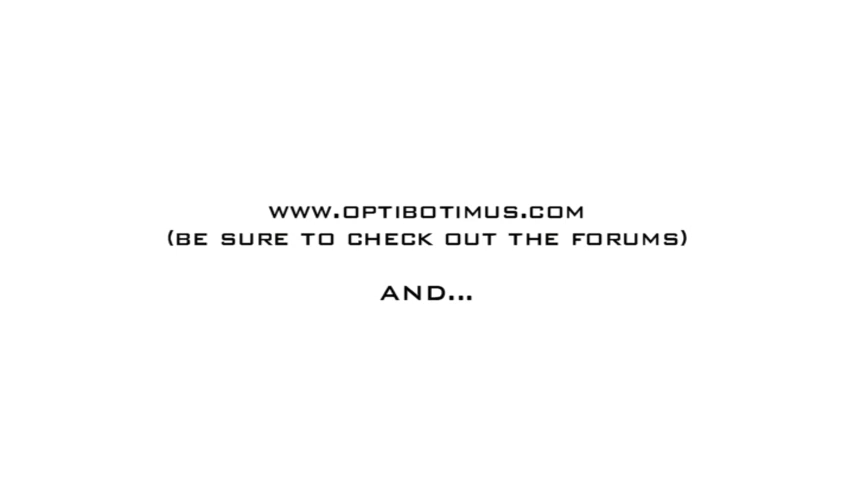 WWW.OPTIBOTIMUS.COM
(BE SURE TO CHECK OUT THE FORUMS)
AND...